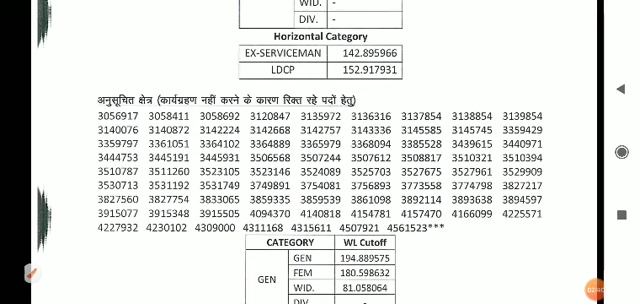 WID. -
DIV. -
Horizontal Category
EX-SERVICEMAN 142.895966
LDCP 152.917931
अनुसूचित क्षेत्र (कार्यग्रहण नहीं करने के कारण रिक्त रहे पदों हेतु)
3056917 3058411 3058692 3120847 3135972 3136316 3137854 3138854 3139854
3140076 3140872 3142224 3142668 3142757 3143336 3145585 3145745 3359429
3359797 3361051 3364102 3364889 3365979 3368094 3385528 3439615 3440971
3444753 3445191 3445931 3506568 3507244 3507612 3508817 3510321 3510394
3510787 3511260 3523105 3523146 3524089 3525703 3527675 3527961 3529909
3530713 3531192 3531749 3749891 3754081 3756893 3773558 3774798 3827217
3827560 3827754 3833065 3859335 3859539 3861098 3892114 3893638 3894597
3915077 3915348 3915505 4094370 4140818 4154781 4157470 4166099 4225571
4227932 4230102 4309000 4311168 4315611 4507921 4561523***
CATEGORY WL Cutoff
GEN GEN 194.889575
FEM 180.598632
WID. 81.058064
DIV. -